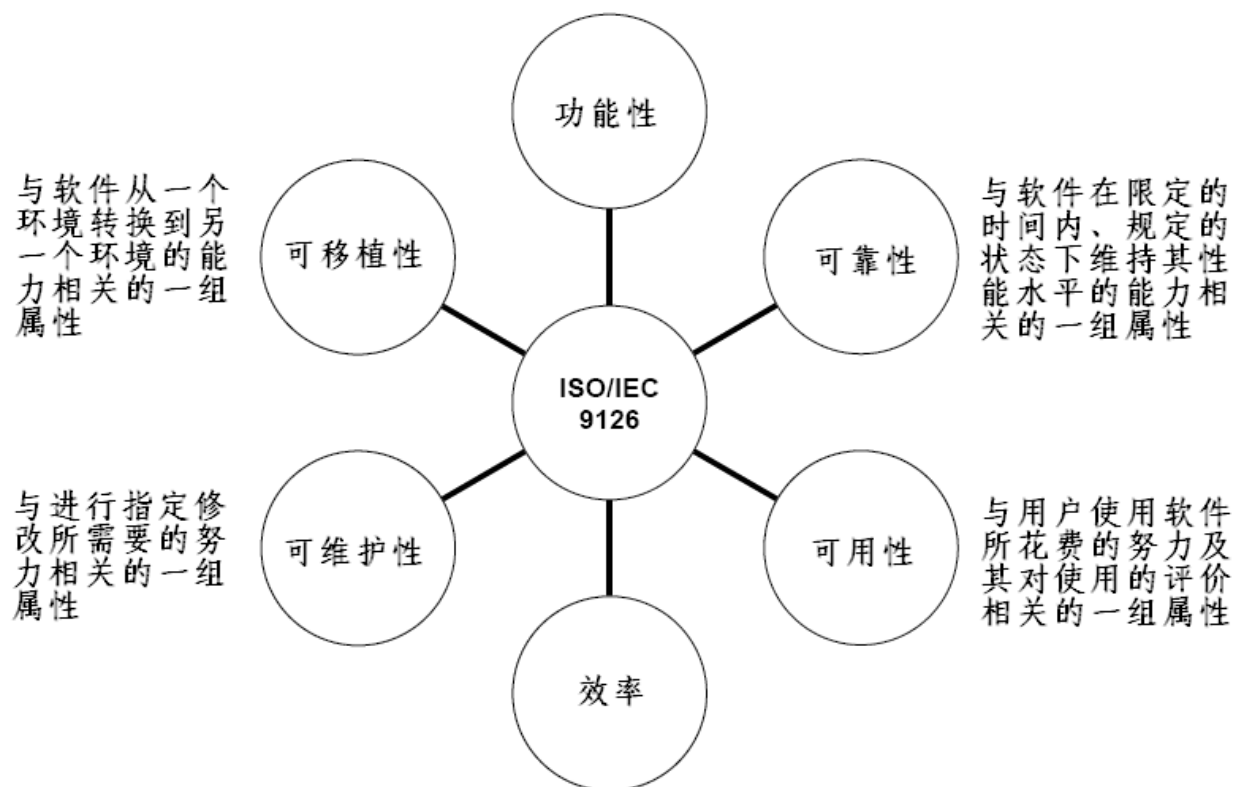 功能性
与软件从一个
环境转换到另
一个环境的能
力相关的一组
属性
可移植性
可靠性
与软件在限定的
时间内、规定的
状态下维持其性
能水平的能力相
关的一组属性
ISO/IEC
9126
与进行指定修
改所需要的努
力相关的一组
属性
可维护性
可用性
与用户使用软件
所花费的努力及
其对使用的评价
相关的一组属性
效率